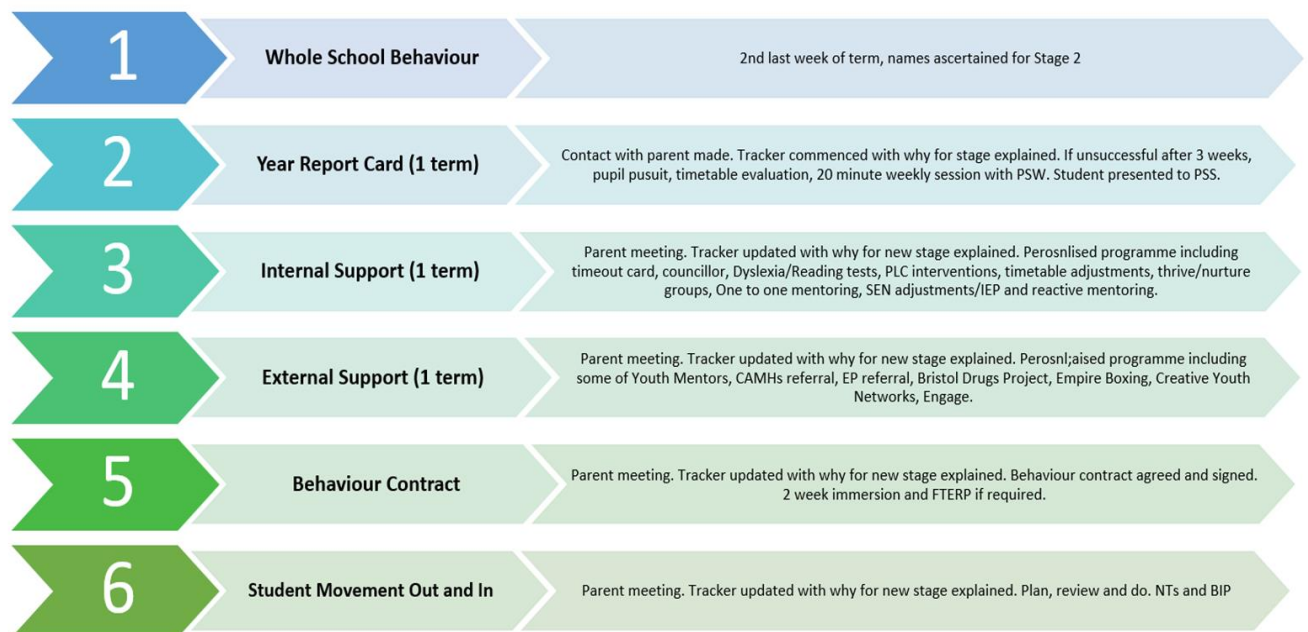 1
Whole School Behaviour
2nd last week of term, names ascertained for Stage 2
2
Year Report Card (1 term)
Contact with parent made. Tracker commenced with why for stage explained. If unsuccessful after 3 weeks,
pupil pusuit, timetable evaluation, 20 minute weekly session with PSW. Student presented to PSS.
3
Internal Support (1 term)
Parent meeting. Tracker updated with why for new stage explained. Perosnlised programme including
timeout card, councillor, Dyslexia/Reading tests, PLC interventions, timetable adjustments, thrive/nurture
groups, One to one mentoring, SEN adjustments/IEP and reactive mentoring.
4
External Support (1 term)
Parent meeting. Tracker updated with why for new stage explained. Perosnl;aised programme including
some of Youth Mentors, CAMHs referral, EP referral, Bristol Drugs Project, Empire Boxing, Creative Youth
Networks, Engage.
5
Behaviour Contract
Parent meeting. Tracker updated with why for new stage explained. Behaviour contract agreed and signed.
2 week immersion and FTERP if required.
6
Student Movement Out and In
Parent meeting. Tracker updated with why for new stage explained. Plan, review and do. NTs and BIP